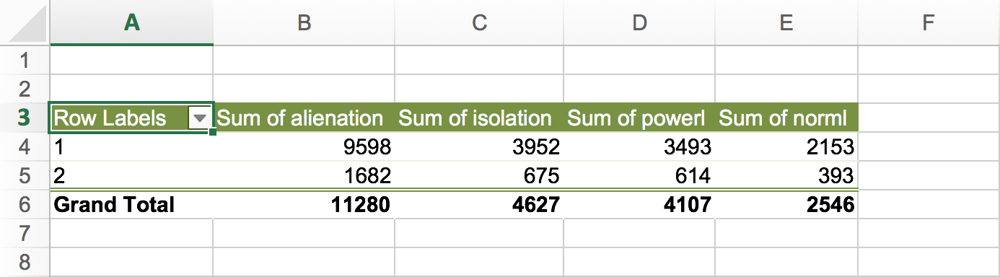 A B C D E F
1
2
3 Row Labels Sum of alienation Sum of isolation Sum of powerl Sum of norml
4 1 9598 3952 3493 2153
5 2 1682 675 614 393
6 Grand Total 11280 4627 4107 2546
7
8